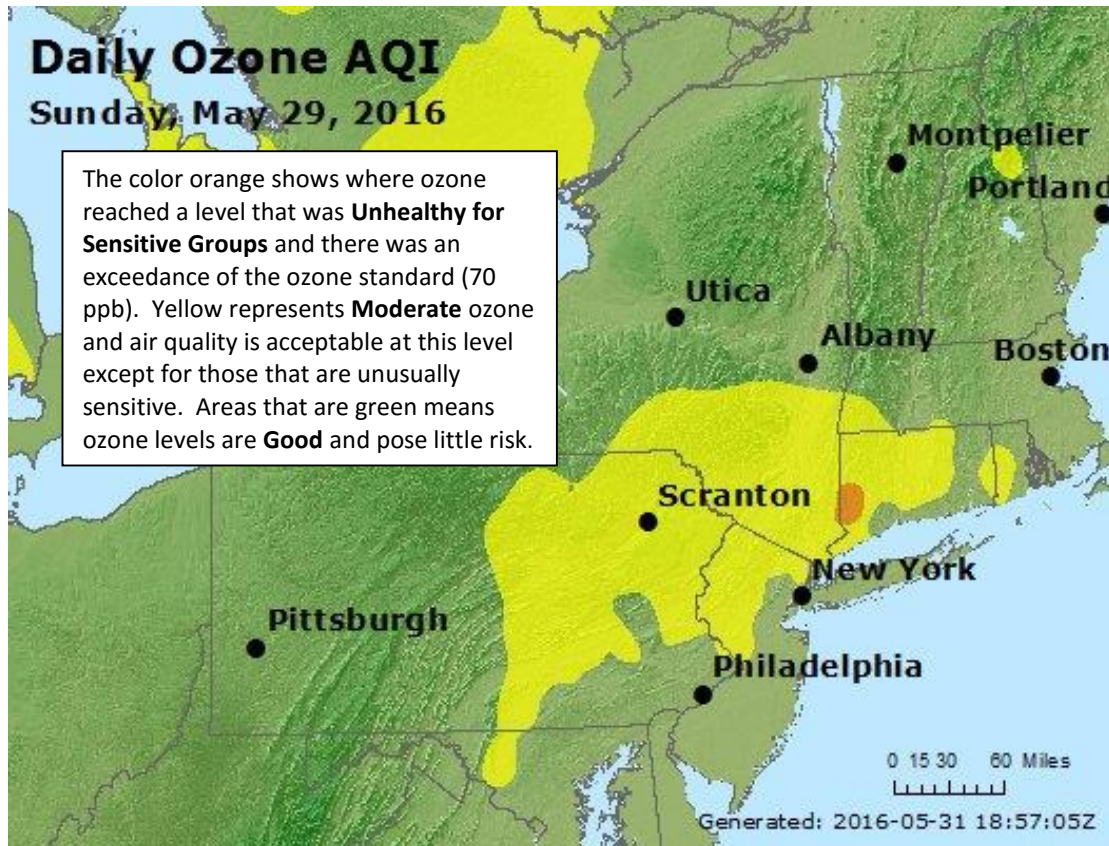 Daily Ozone AQI
Sunday, May 29, 2016
The color orange shows where ozone
reached a level that was Unhealthy for
Sensitive Groups and there was an
exceedance of the ozone standard (70
ppb).  Yellow represents Moderate ozone
and air quality is acceptable at this level
except for those that are unusually
sensitive.  Areas that are green means
ozone levels are Good and pose little risk.
Montpelier
Portland
Utica
Albany
Boston
Scranton
New York
Pittsburgh
Philadelphia
0 15 30 60 Miles
Generated: 2016-05-31 18:57:05Z